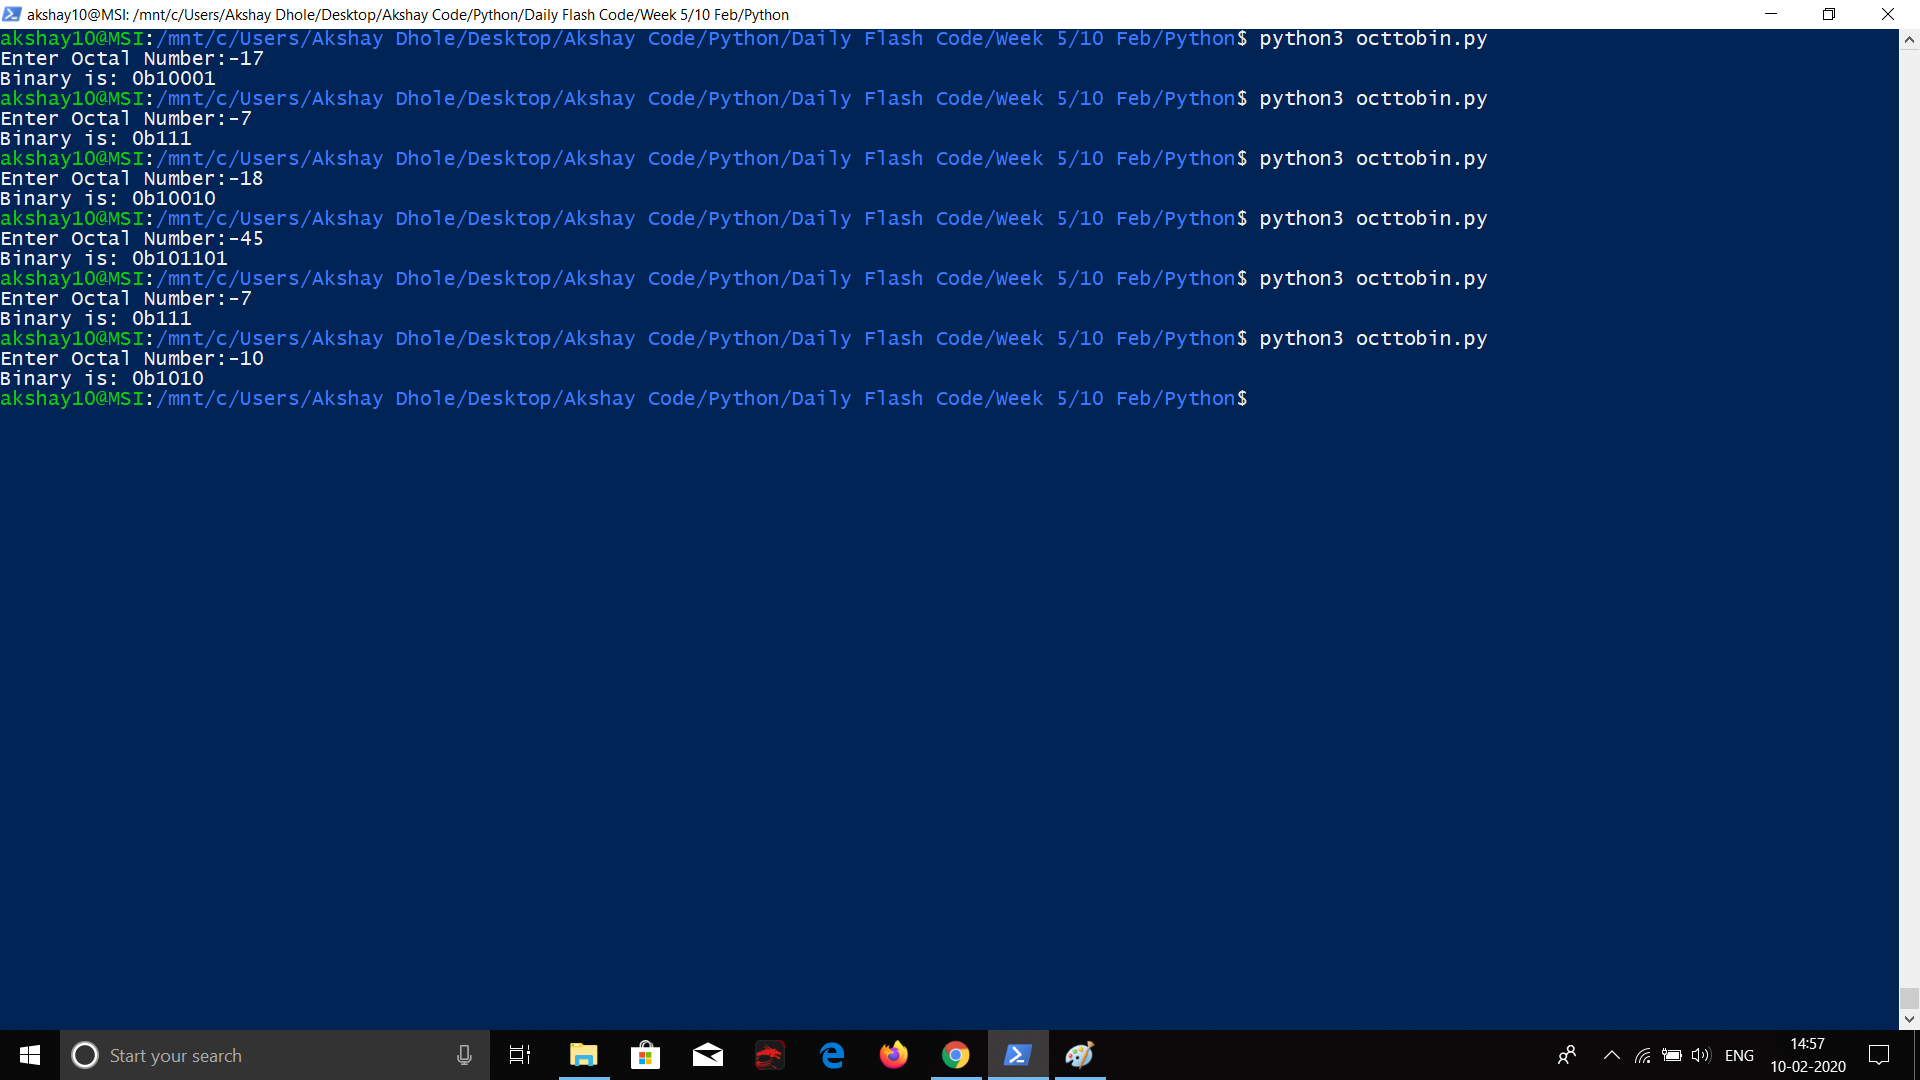 akshay10@MSI: /mnt/c/Users/Akshay Dhole/Desktop/Akshay Code/Python/Daily Flash Code/Week 5/10 Feb/Python
akshay10@MSI:/mnt/c/Users/Akshay Dhole/Desktop/Akshay Code/Python/Daily Flash Code/Week 5/10 Feb/Python$ python3 octtobin.py
Enter Octal Number:-17
Binary is: 0b10001
akshay10@MSI:/mnt/c/Users/Akshay Dhole/Desktop/Akshay Code/Python/Daily Flash Code/Week 5/10 Feb/Python$ python3 octtobin.py
Enter Octal Number:-7
Binary is: 0b111
akshay10@MSI:/mnt/c/Users/Akshay Dhole/Desktop/Akshay Code/Python/Daily Flash Code/Week 5/10 Feb/Python$ python3 octtobin.py
Enter Octal Number:-18
Binary is: 0b10010
akshay10@MSI:/mnt/c/Users/Akshay Dhole/Desktop/Akshay Code/Python/Daily Flash Code/Week 5/10 Feb/Python$ python3 octtobin.py
Enter Octal Number:-45
Binary is: 0b101101
akshay10@MSI:/mnt/c/Users/Akshay Dhole/Desktop/Akshay Code/Python/Daily Flash Code/Week 5/10 Feb/Python$ python3 octtobin.py
Enter Octal Number:-7
Binary is: 0b111
akshay10@MSI:/mnt/c/Users/Akshay Dhole/Desktop/Akshay Code/Python/Daily Flash Code/Week 5/10 Feb/Python$ python3 octtobin.py
Enter Octal Number:-10
Binary is: 0b1010
akshay10@MSI:/mnt/c/Users/Akshay Dhole/Desktop/Akshay Code/Python/Daily Flash Code/Week 5/10 Feb/Python$
Start your search
ENG
14:57
10-02-2020